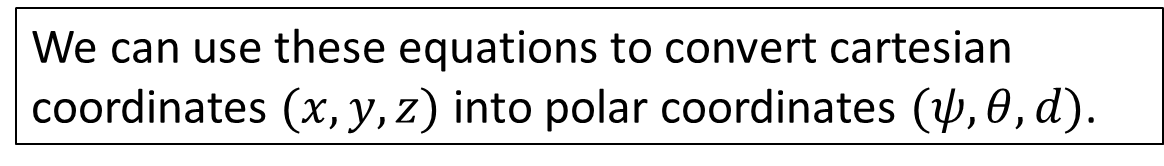 We can use these equations to convert cartesian
coordinates (x, y, z) into polar coordinates (ψ, θ, d).